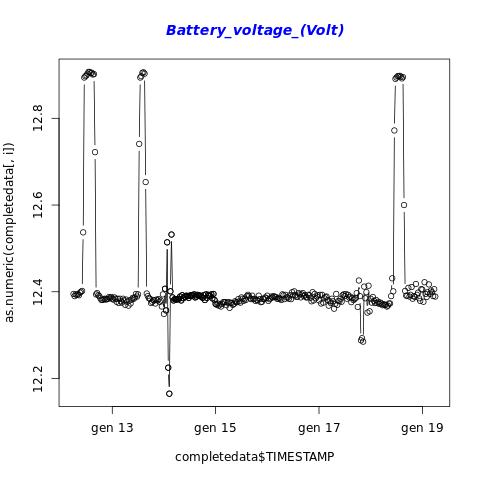 Battery_voltage_(Volt)
as.numeric(completedata[, i])
12.8
12.6
12.4
12.2
gen 13
gen 15
gen 17
gen 19
completedata$TIMESTAMP